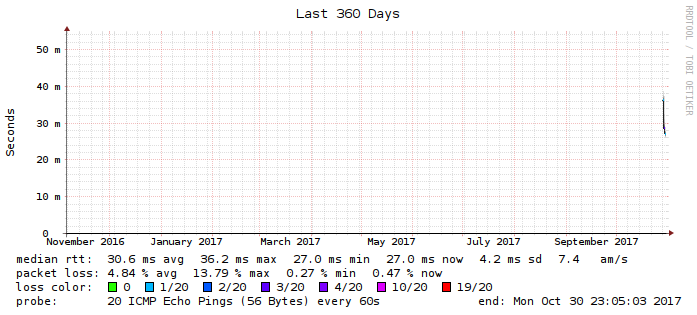 Last 360 Days
RRDTOOL / TOBI OETIKER
Seconds
50 m
40 m
30 m
20 m
10 m
0
November 2016 January 2017 March 2017 May 2017 July 2017 September 2017
median rtt: 30.6 ms avg 36.2 ms max 27.0 ms min 27.0 ms now 4.2 ms sd 7.4 am/s
packet loss: 4.84 % avg 13.79 % max 0.27 % min 0.47 % now
loss color: 0 1/20 2/20 3/20 4/20 10/20 19/20
probe: 20 ICMP Echo Pings (56 Bytes) every 60s end: Mon Oct 30 23:05:03 2017